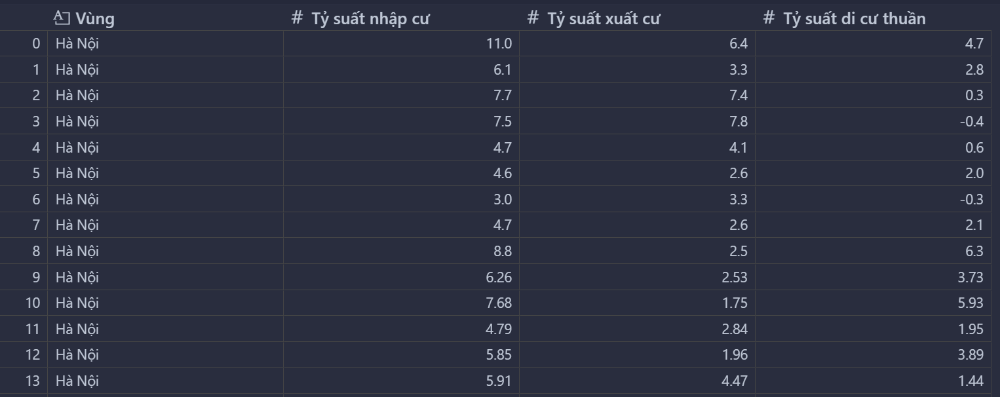 Vùng # Tỷ suất nhập cư # Tỷ suất xuất cư # Tỷ suất di cư thuần
0 Hà Nội 11.0 6.4 4.7
1 Hà Nội 6.1 3.3 2.8
2 Hà Nội 7.7 7.4 0.3
3 Hà Nội 7.5 7.8 -0.4
4 Hà Nội 4.7 4.1 0.6
5 Hà Nội 4.6 2.6 2.0
6 Hà Nội 3.0 3.3 -0.3
7 Hà Nội 4.7 2.6 2.1
8 Hà Nội 8.8 2.5 6.3
9 Hà Nội 6.26 2.53 3.73
10 Hà Nội 7.68 1.75 5.93
11 Hà Nội 4.79 2.84 1.95
12 Hà Nội 5.85 1.96 3.89
13 Hà Nội 5.91 4.47 1.44